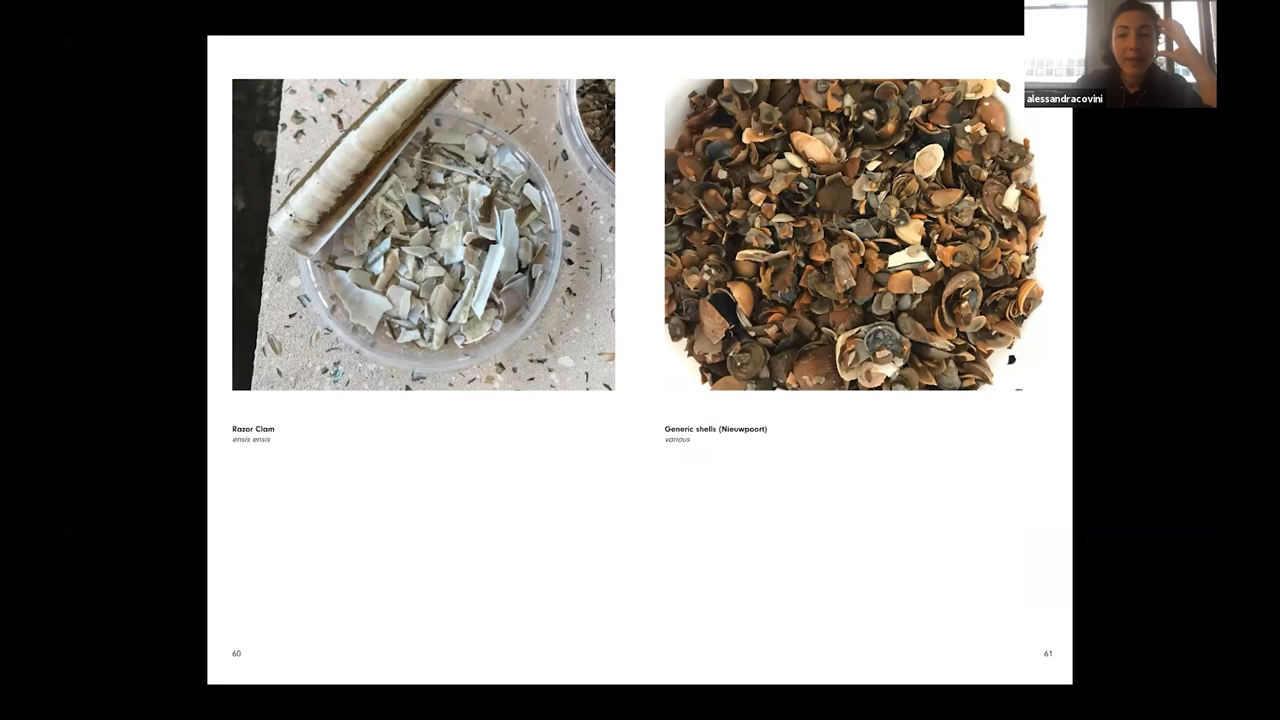 alessandracovini
Razor Clam
ensis ensis
Generic shells (Nieuwpoort)
various
60
61